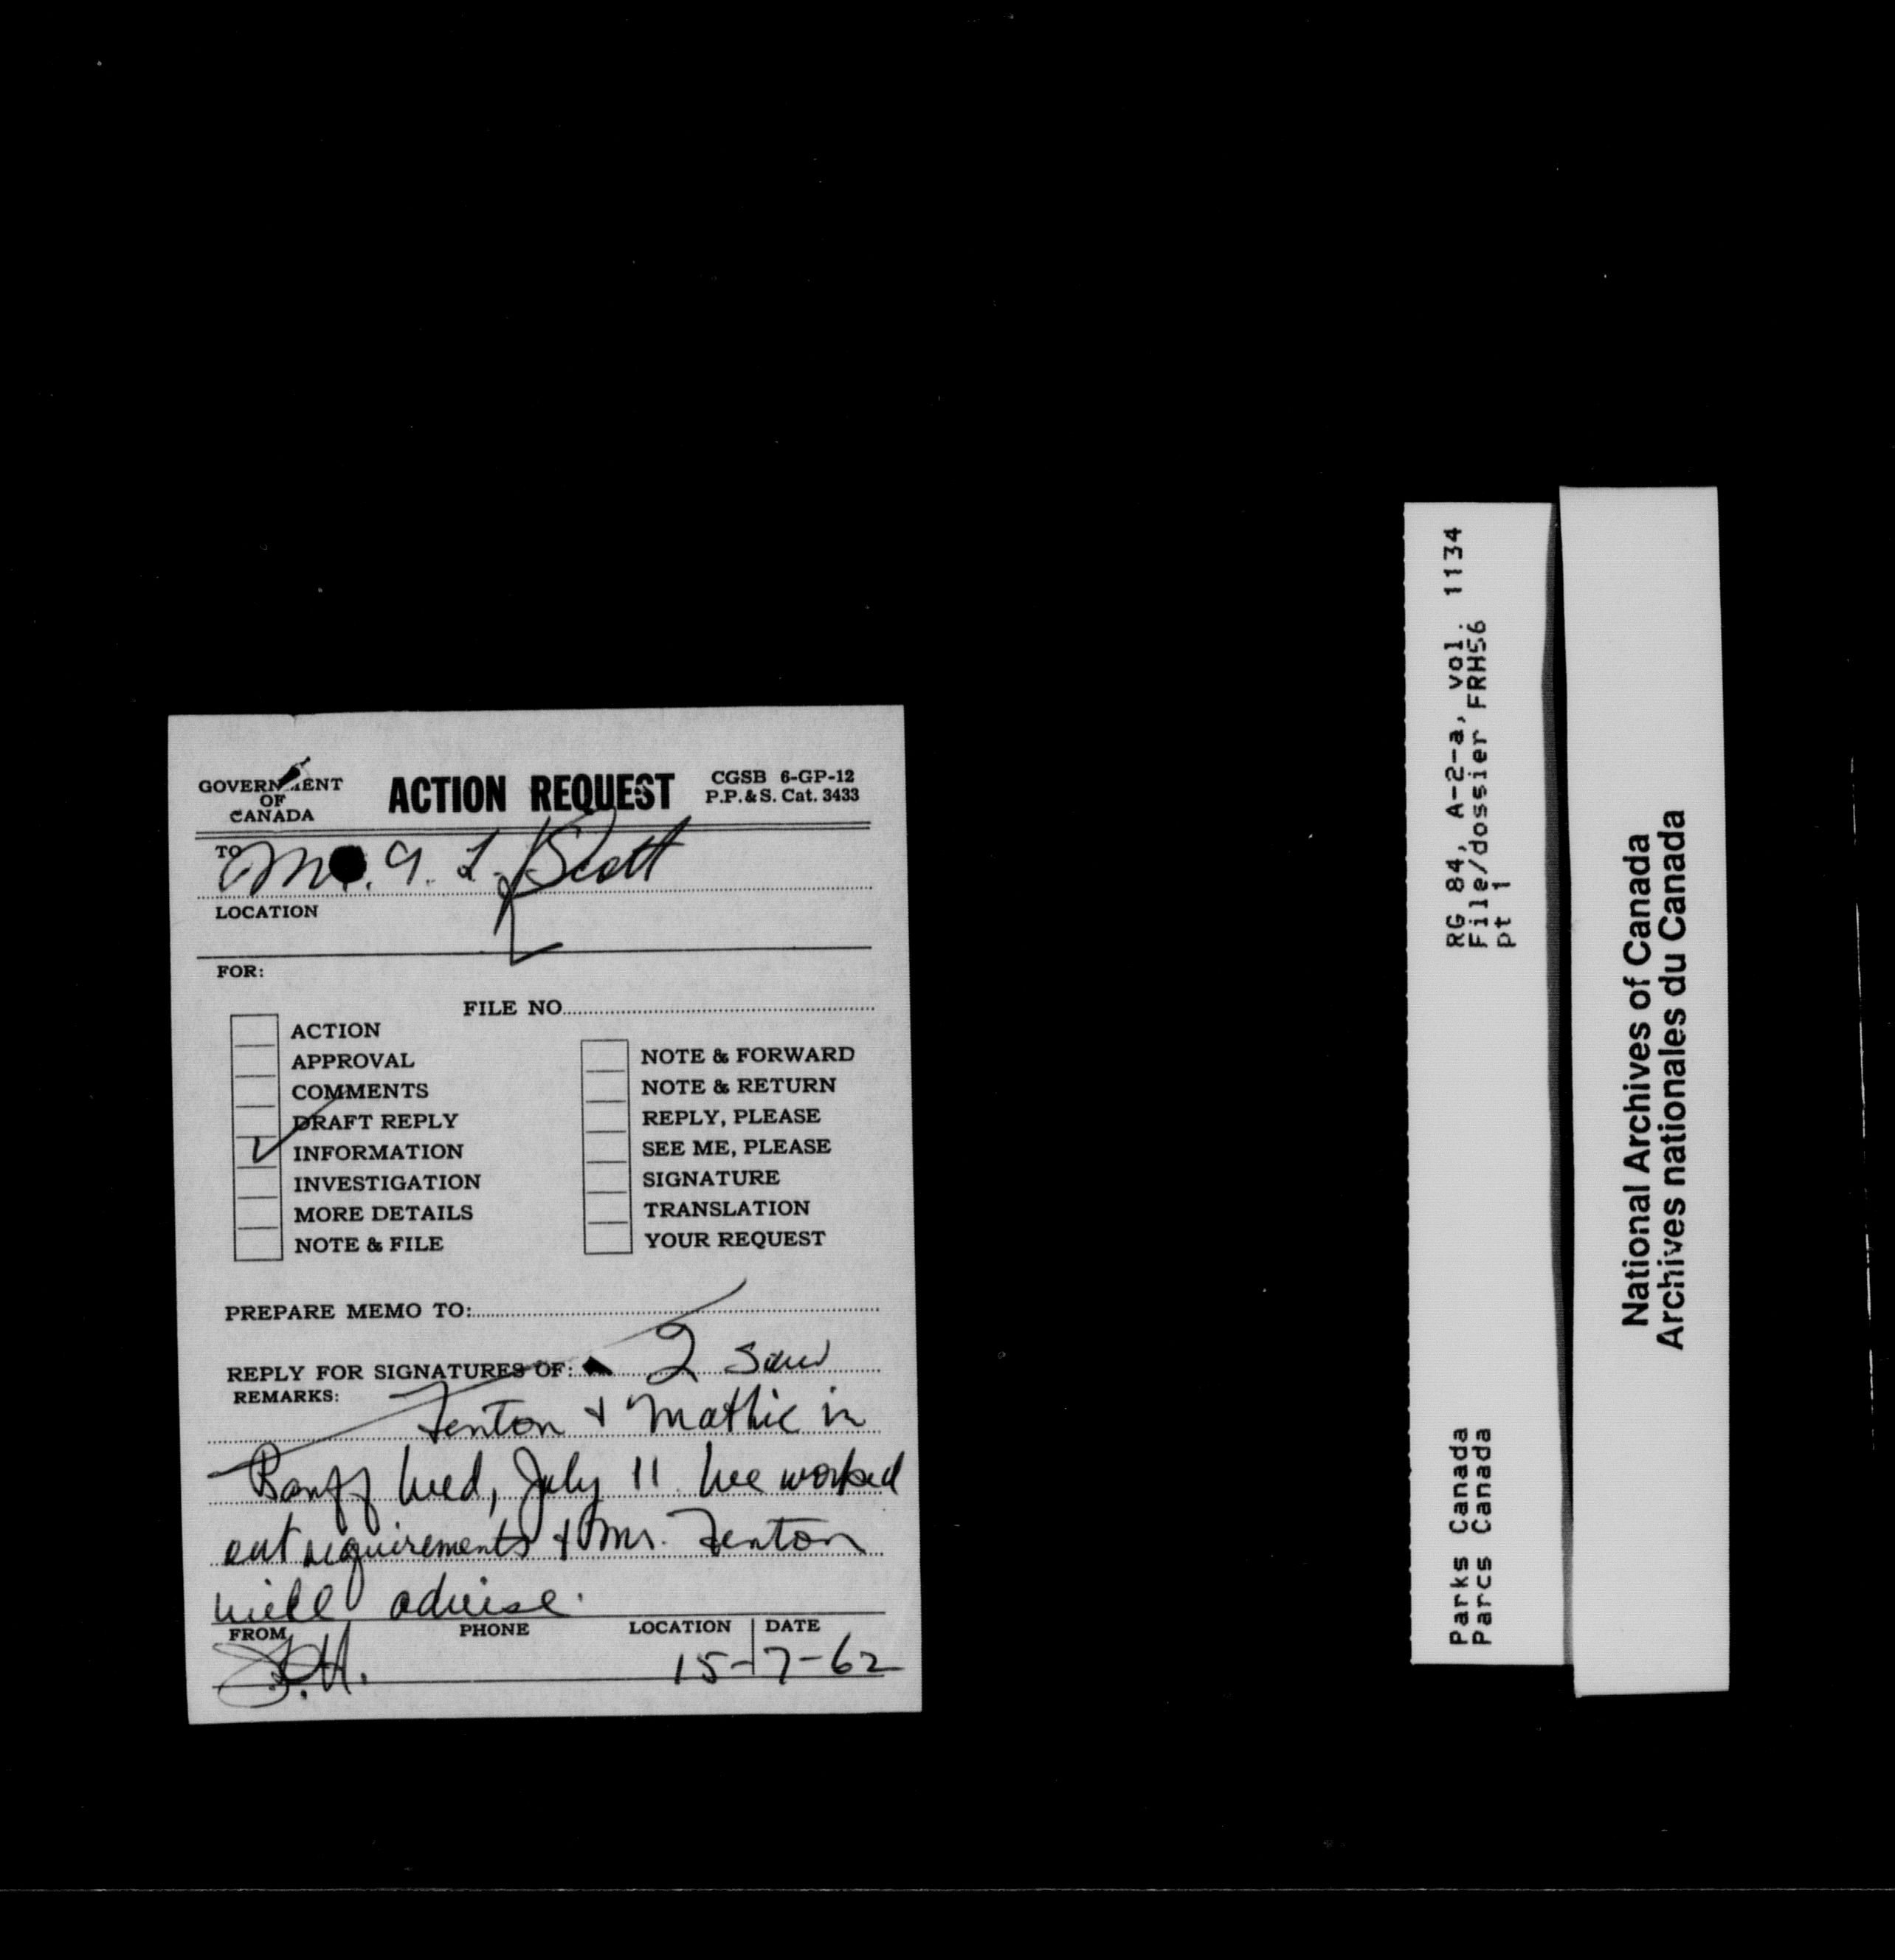 GOVERNMENT
OF
CANADA
ACTION REQUEST
CGSB 6-GP-12
P.P.&S. Cat. 3433
TO
Mr. G. L. Scott
LOCATION
FOR:
FILE NO
ACTION
APPROVAL
COMMENTS
DRAFT REPLY
INFORMATION
INVESTIGATION
MORE DETAILS
NOTE & FILE
NOTE & FORWARD
NOTE & RETURN
REPLY, PLEASE
SEE ME, PLEASE
SIGNATURE
TRANSLATION
YOUR REQUEST
PREPARE MEMO TO:
REPLY FOR SIGNATURES OF: I saw
REMARKS:
Fenton & Mathie in
Banff Wed, July 11 We worked
out requirements & Mr. Fenton
will advise.
FROM PHONE LOCATION DATE
15-7-62
RG 84, A-2-a, vol. 1134
File/dossier FRH56
pt 1
Parks Canada
Parcs Canada
National Archives of Canada
Archives nationales du Canada